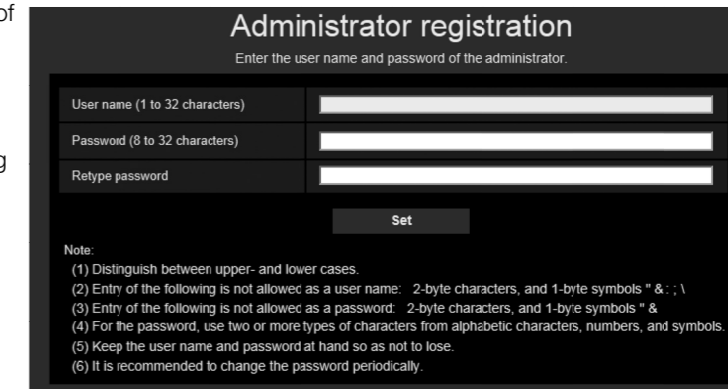 of
Administrator registration
Enter the user name and password of the administrator.
User name (1 to 32 characters)
Password (8 to 32 characters)
g
Retype password
Set
Note:
(1) Distinguish between upper- and lower cases.
(2) Entry of the following is not allowed as a user name: 2-byte characters, and 1-byte symbols " & : ; \
(3) Entry of the following is not allowed as a password: 2-byte characters, and 1-byte symbols " &
(4) For the password, use two or more types of characters from alphabetic characters, numbers, and symbols.
(5) Keep the user name and password at hand so as not to lose.
(6) It is recommended to change the password periodically.